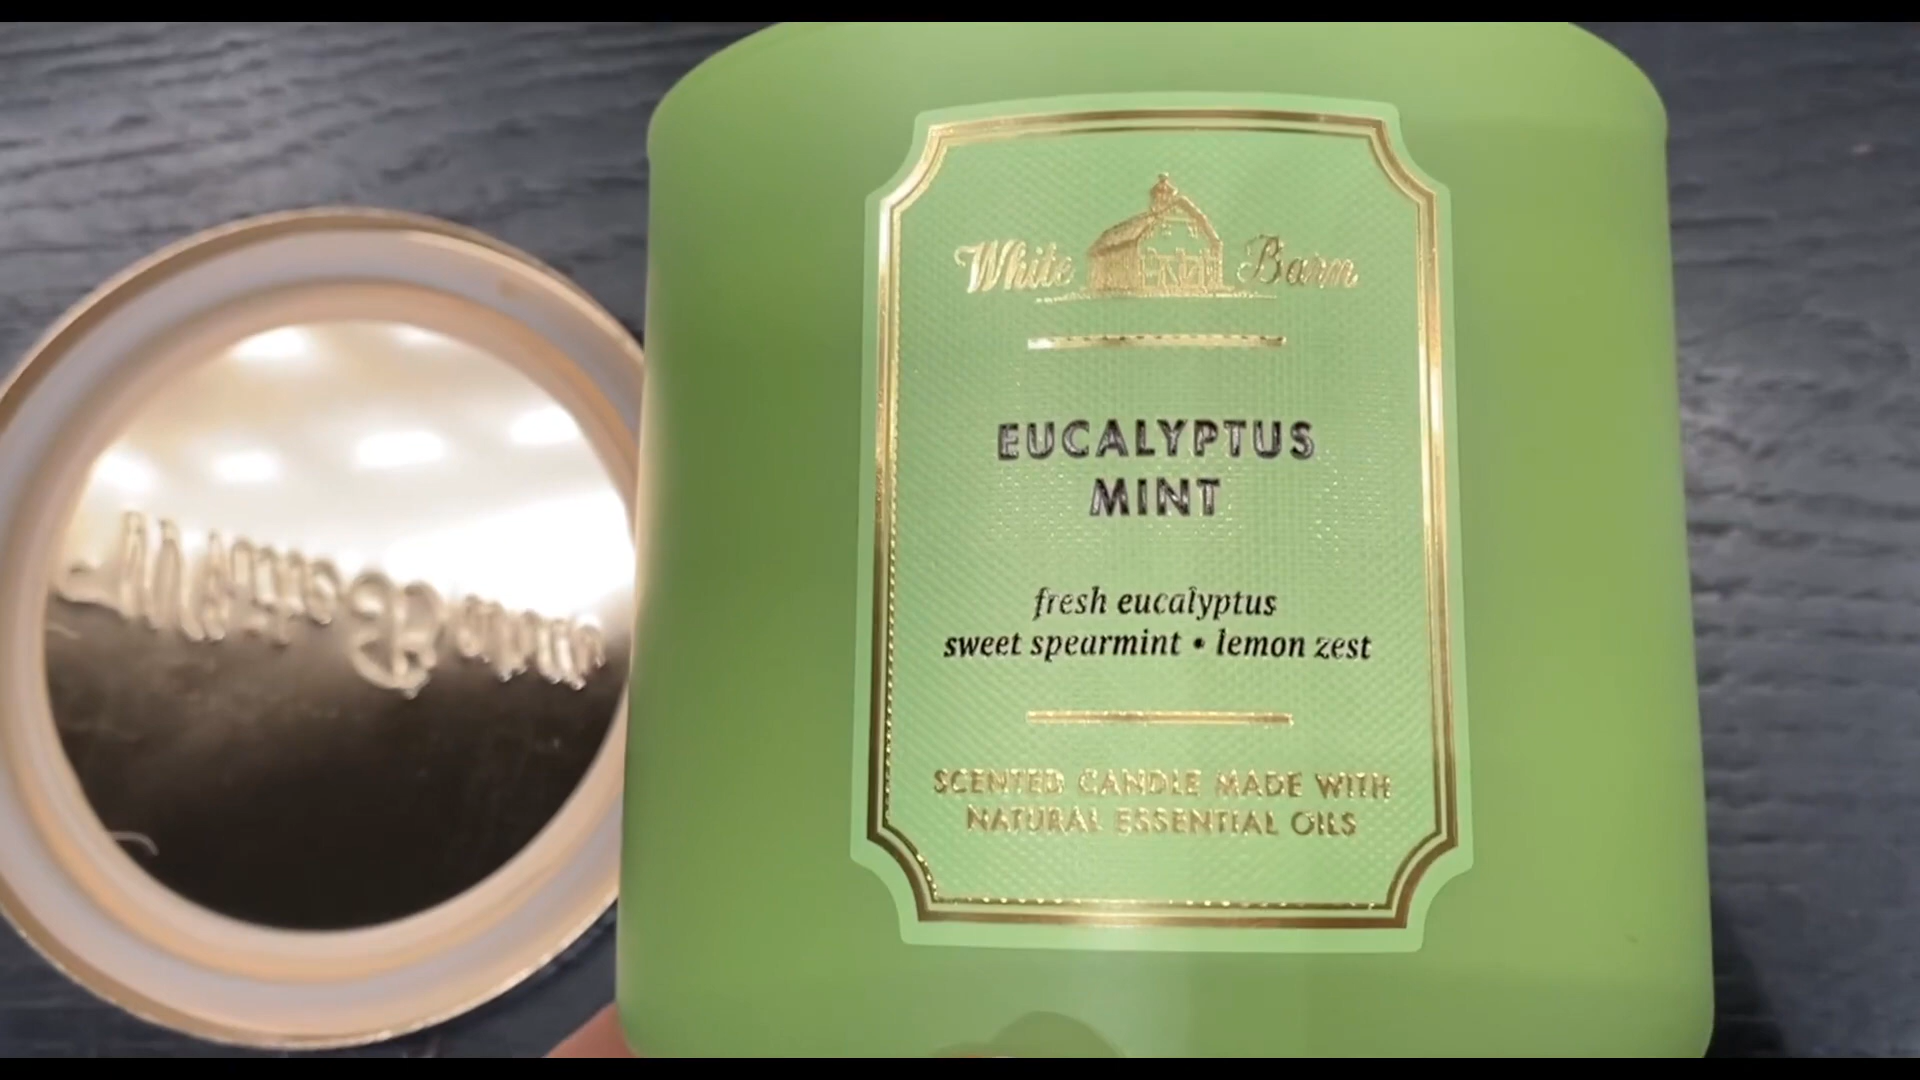 White Barn
EUCALYPTUS
MINT
fresh eucalyptus
sweet spearmint • lemon zest
SCENTED CANDLE MADE WITH
NATURAL ESSENTIAL OILS